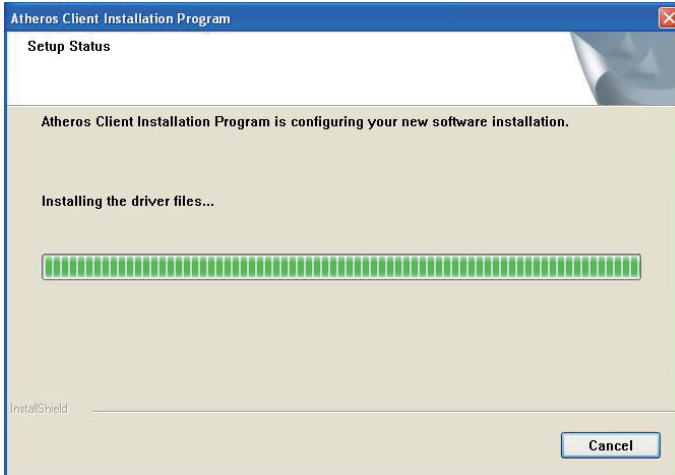 Atheros Client Installation Program
Setup Status
Atheros Client Installation Program is configuring your new software installation.
Installing the driver files...
InstallShield
Cancel